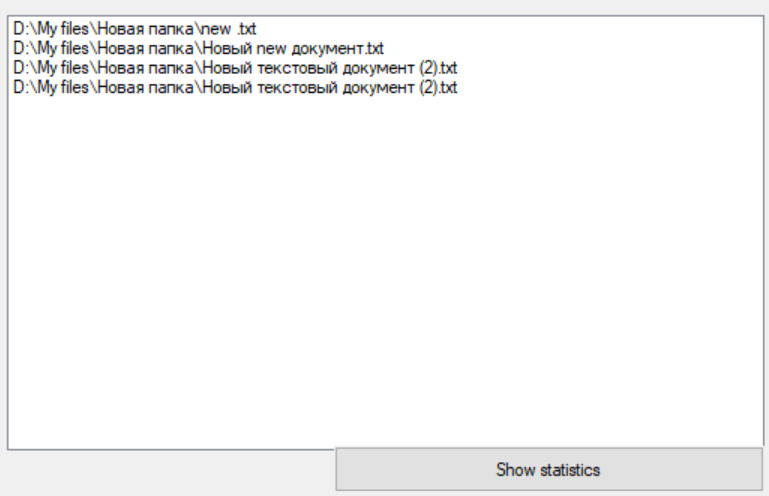 D:\My files\Новая папка\new .txt
D:\My files\Новая папка\Новый new документ.txt
D:\My files\Новая папка\Новый текстовый документ (2).txt
D:\My files\Новая папка\Новый текстовый документ (2).txt
Show statistics